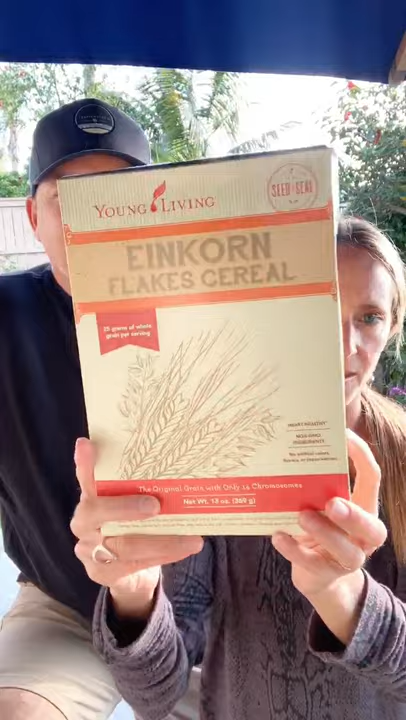 YOUNG LIVING
SEED to SEAL
EINKORN
FLAKES CEREAL
25 grams of whole
grain per serving
HEART HEALTHY
NON-GMO
INGREDIENTS
No artificial colors,
flavors, or preservatives
The Original Grain with Only 14 Chromosomes
Net Wt. 13 oz. (369 g)